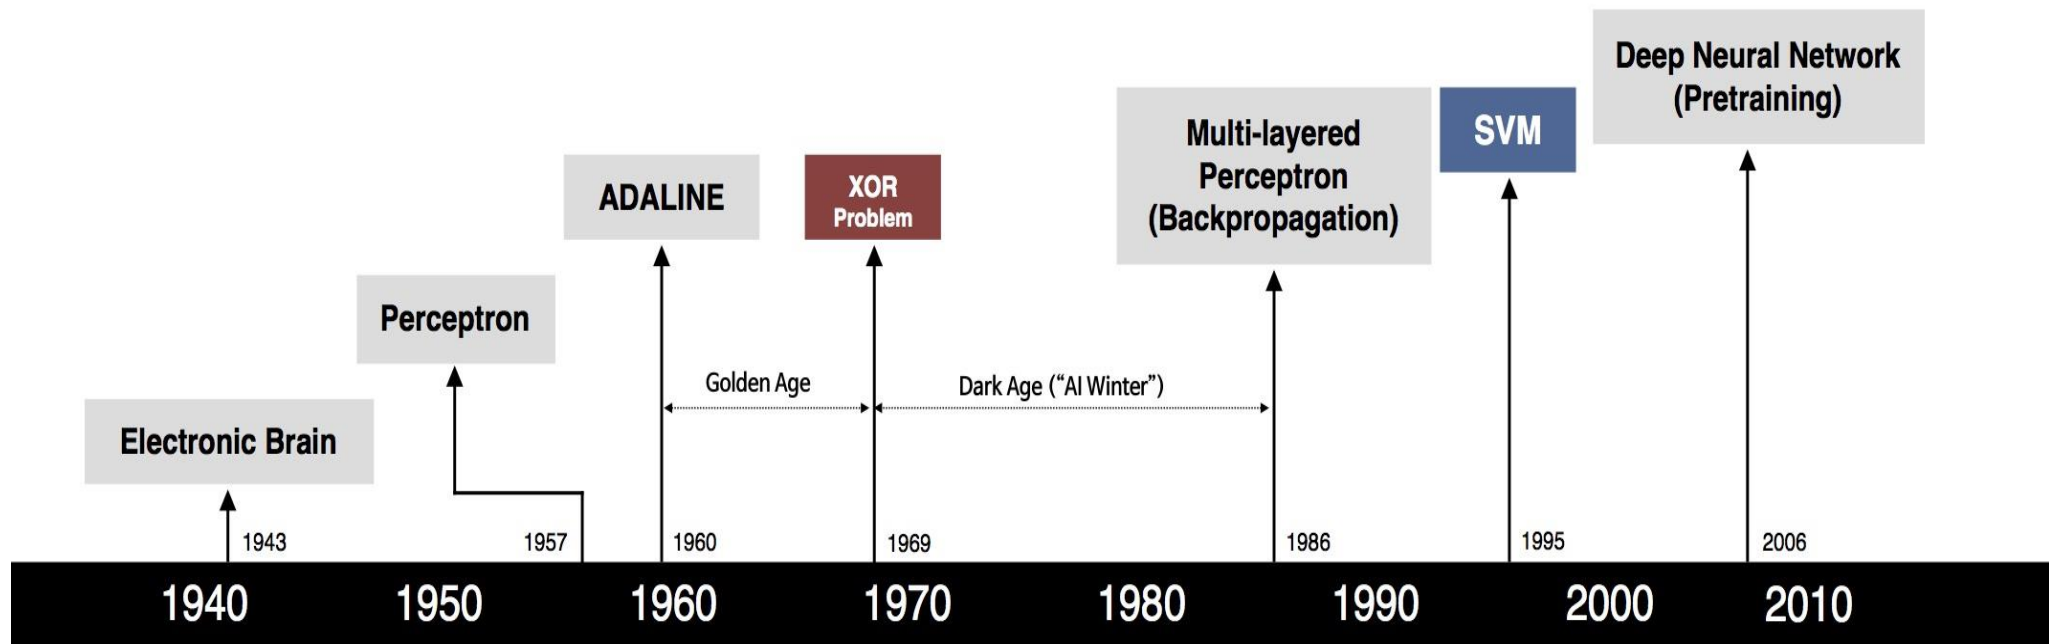 Deep Neural Network
(Pretraining)
Multi-layered
Perceptron
(Backpropagation)
SVM
ADALINE
XOR
Problem
Perceptron
Golden Age
Dark Age (“AI Winter”)
Electronic Brain
1943
1957
1960
1969
1986
1995
2006
1940
1950
1960
1970
1980
1990
2000
2010